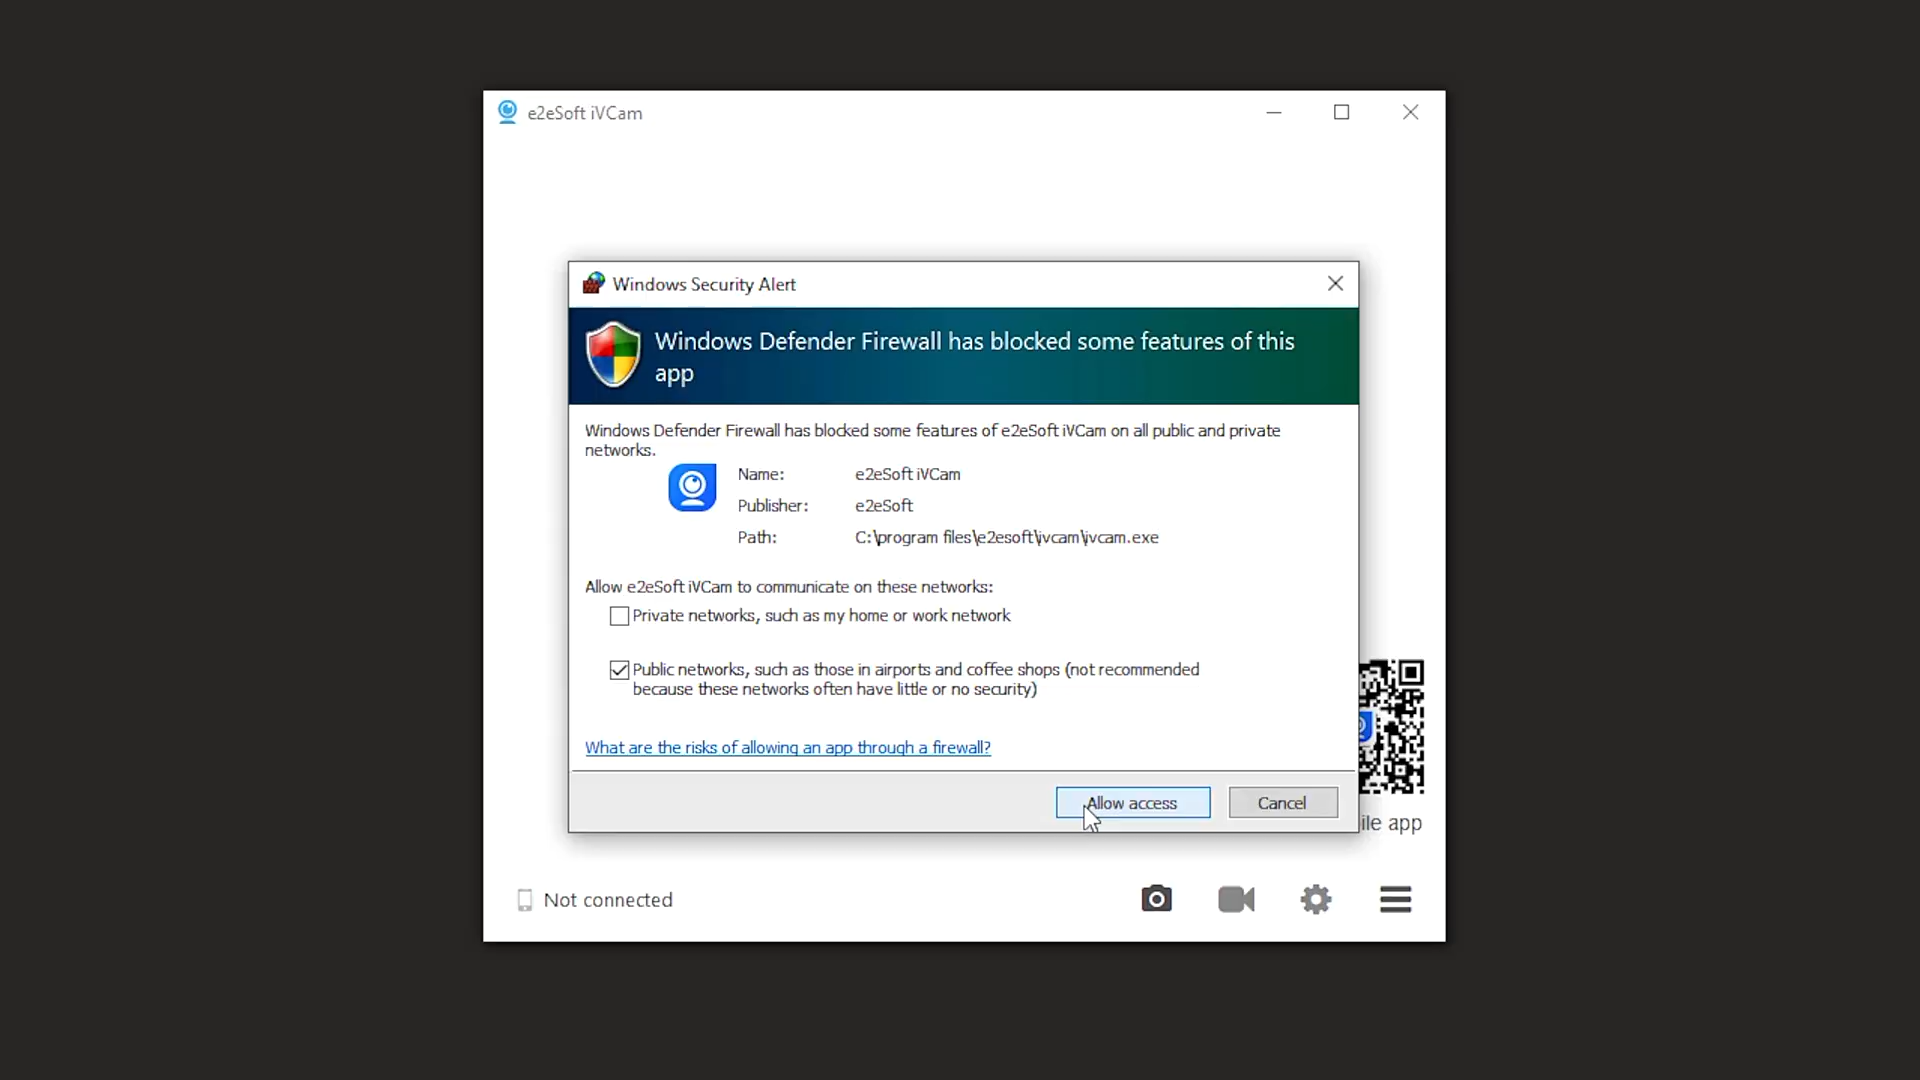 e2eSoft iVCam
Windows Security Alert
Windows Defender Firewall has blocked some features of this
app
Windows Defender Firewall has blocked some features of e2eSoft iVCam on all public and private
networks.
Name: e2eSoft iVCam
Publisher: e2eSoft
Path: C:\program files\e2esoft\ivcam\ivcam.exe
Allow e2eSoft iVCam to communicate on these networks:
Private networks, such as my home or work network
Public networks, such as those in airports and coffee shops (not recommended
because these networks often have little or no security)
What are the risks of allowing an app through a firewall?
Allow access Cancel
ile app
Not connected